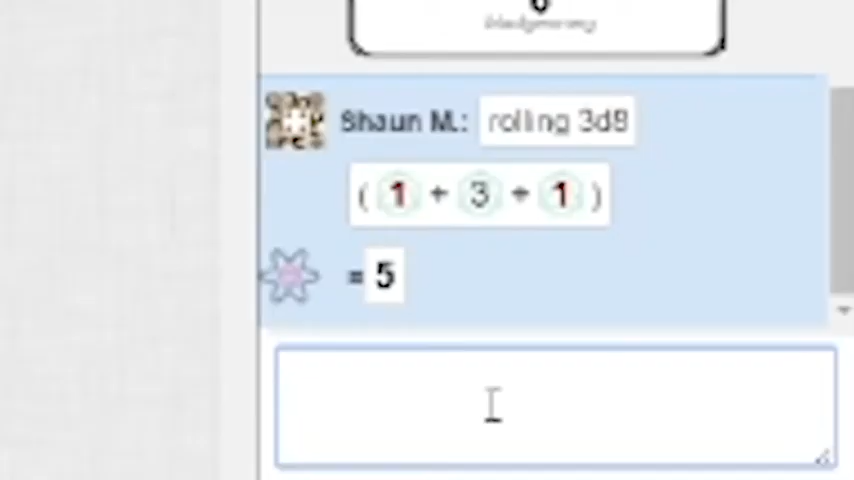 Shaun M.: rolling 3d8
( 1 + 3 + 1 )
= 5